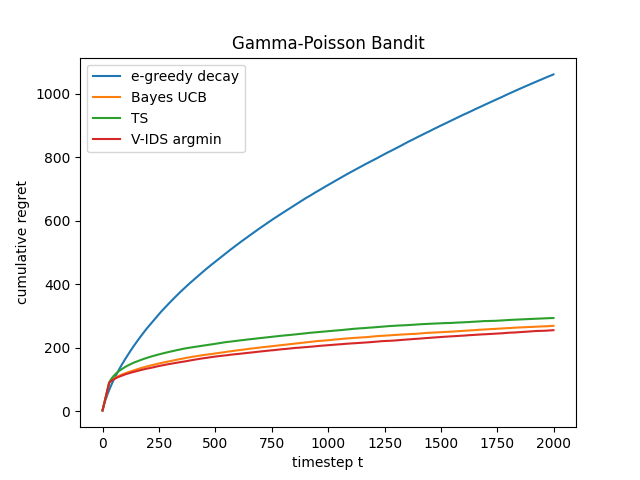 Gamma-Poisson Bandit
e-greedy decay
Bayes UCB
TS
V-IDS argmin
cumulative regret
1000
800
600
400
200
0
0 250 500 750 1000 1250 1500 1750 2000
timestep t